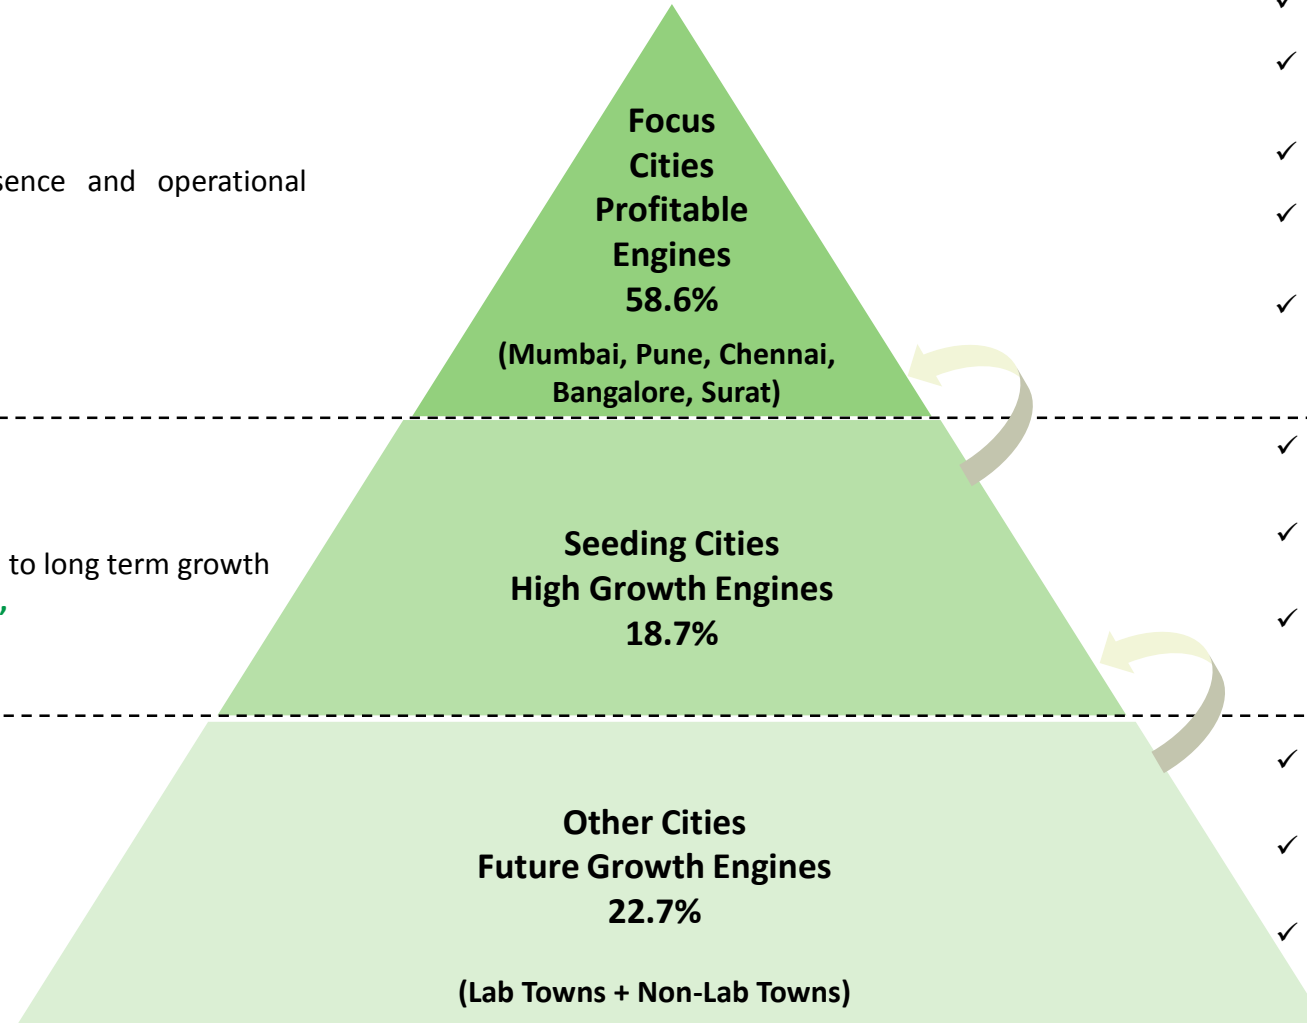 Focus
Cities
Profitable
Engines
58.6%
(Mumbai, Pune, Chennai,
Bangalore, Surat)
and operational
Seeding Cities
High Growth Engines
18.7%
to long term growth
Other Cities
Future Growth Engines
22.7%
(Lab Towns + Non-Lab Towns)